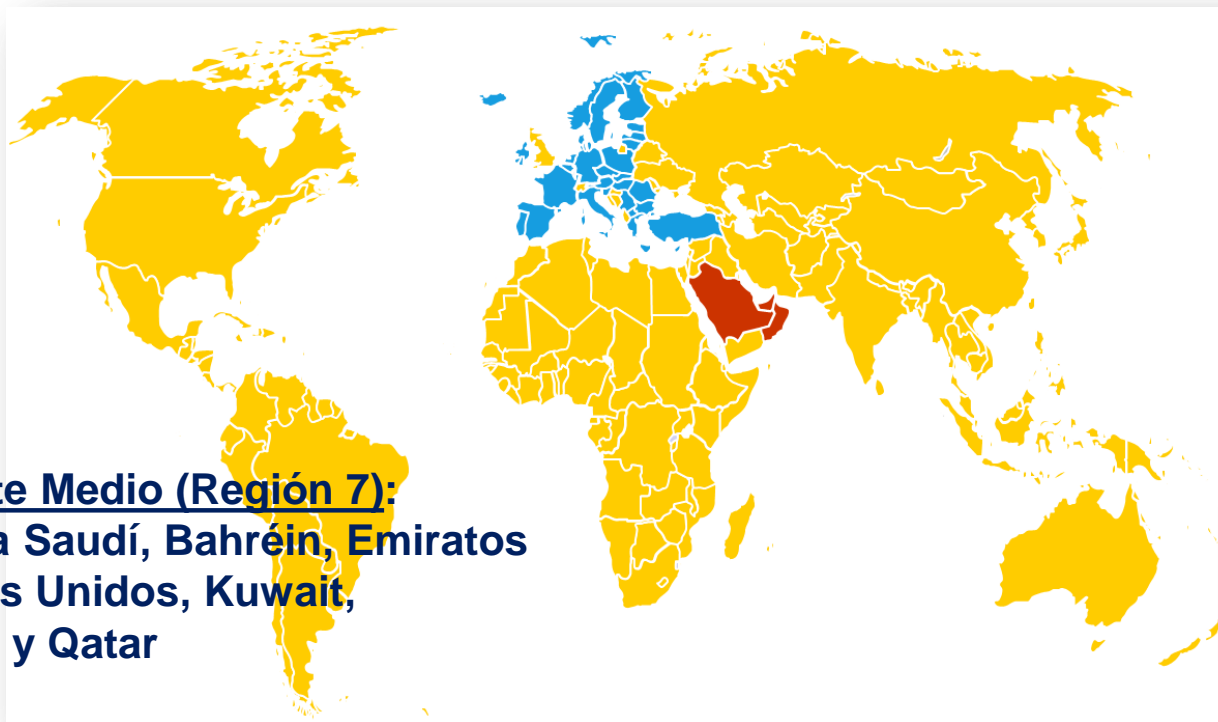 te Medio (Región 7):
a Saudí, Bahréin, Emiratos
s Unidos, Kuwait,
y Qatar